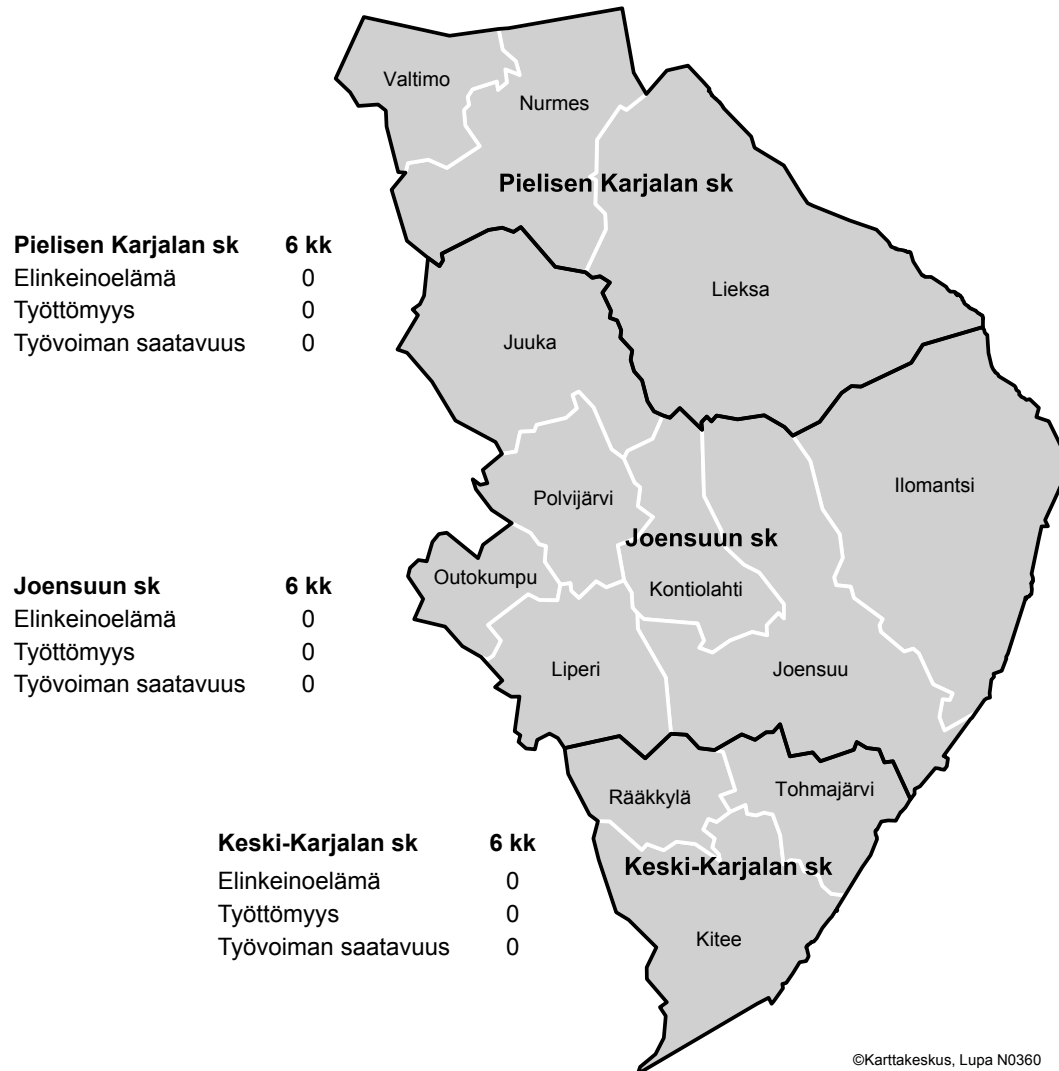 Valtimo
Nurmes
Pielisen Karjalan sk
Lieksa
Pielisen Karjalan sk 6 kk
Elinkeinoelämä 0
Työttömyys 0
Työvoiman saatavuus 0
Juuka
Ilomantsi
Polvijärvi
Joensuun sk
Outokumpu
Kontiolahti
Joensuun sk 6 kk
Elinkeinoelämä 0
Työttömyys 0
Työvoiman saatavuus 0
Liperi
Joensuu
Rääkkylä
Tohmajärvi
Keski-Karjalan sk
Kitee
Keski-Karjalan sk 6 kk
Elinkeinoelämä 0
Työttömyys 0
Työvoiman saatavuus 0
©Karttakeskus, Lupa N0360